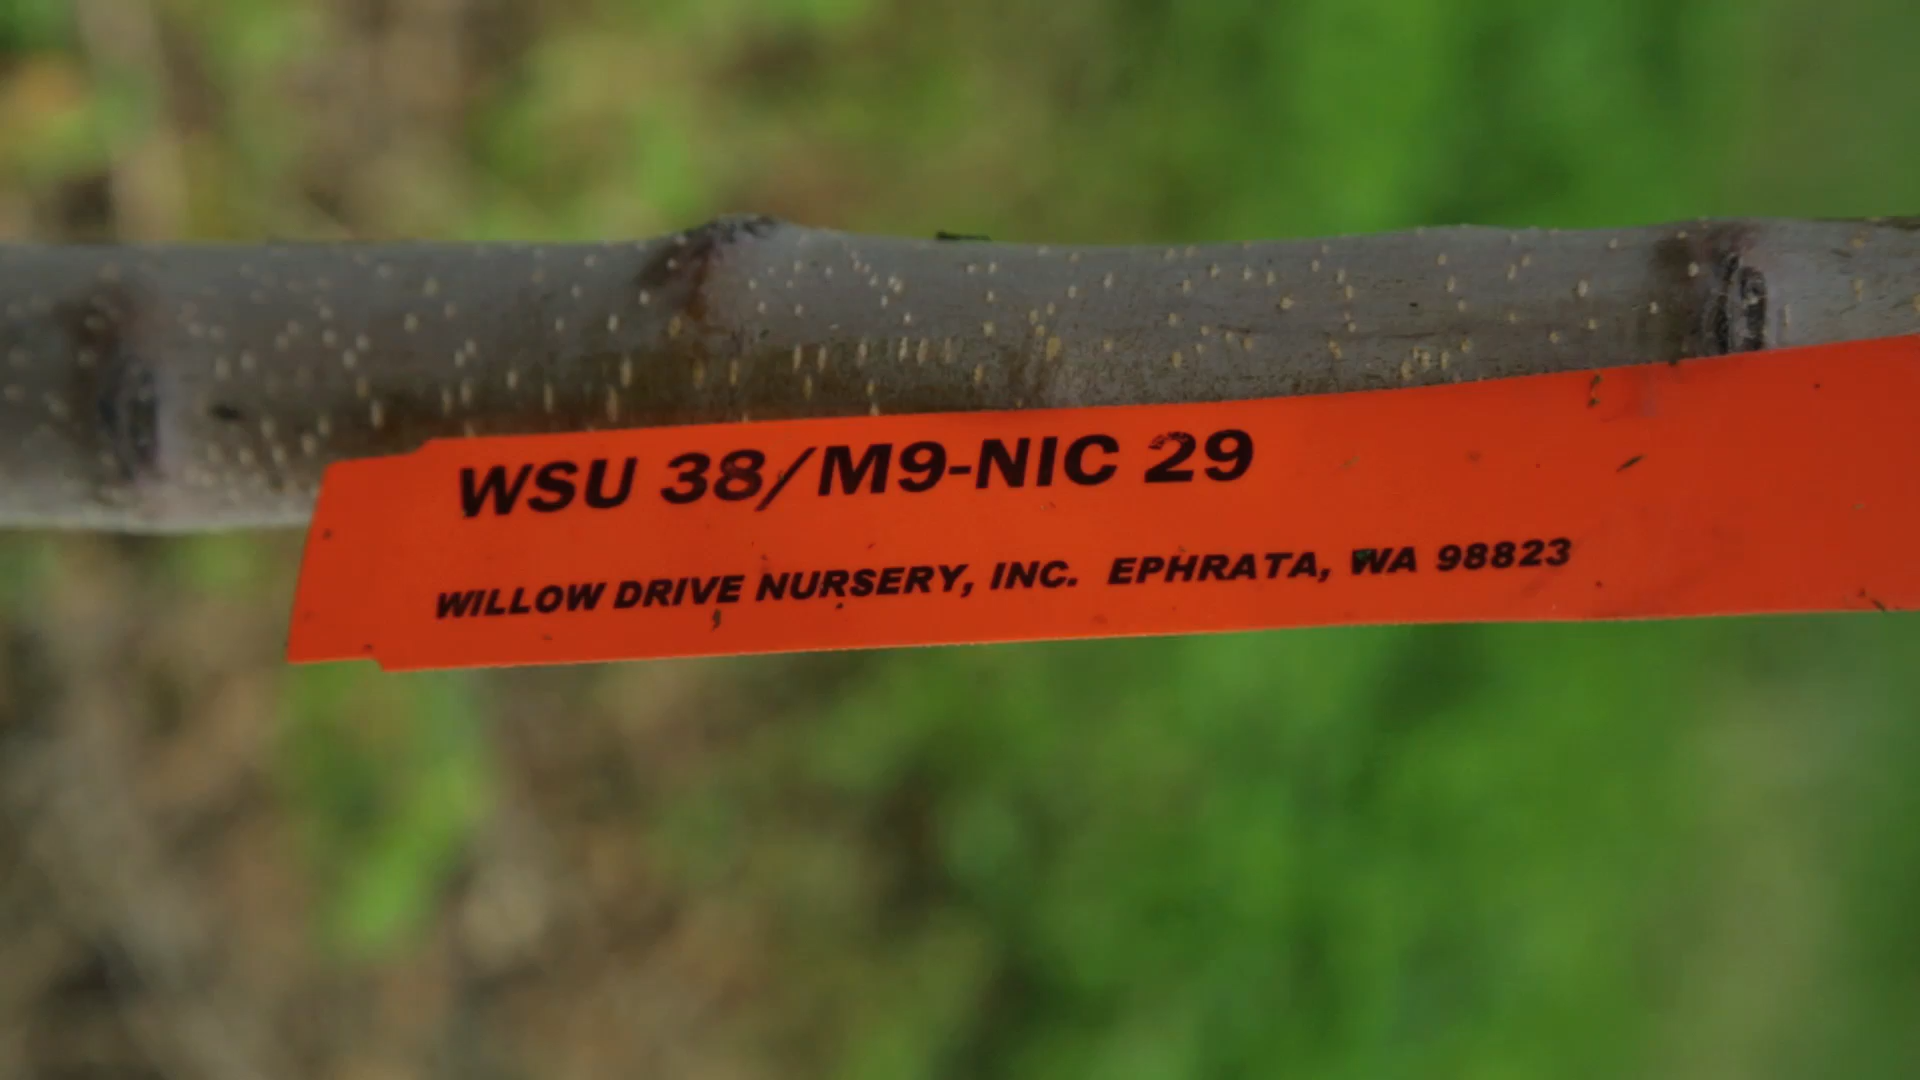 WSU 38/M9-NIC 29
WILLOW DRIVE NURSERY, INC. EPHRATA, WA 98823